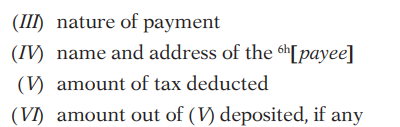 (III) nature of payment
(IV) name and address of the 6h[payee]
(V) amount of tax deducted
(VI) amount out of (V) deposited, if any